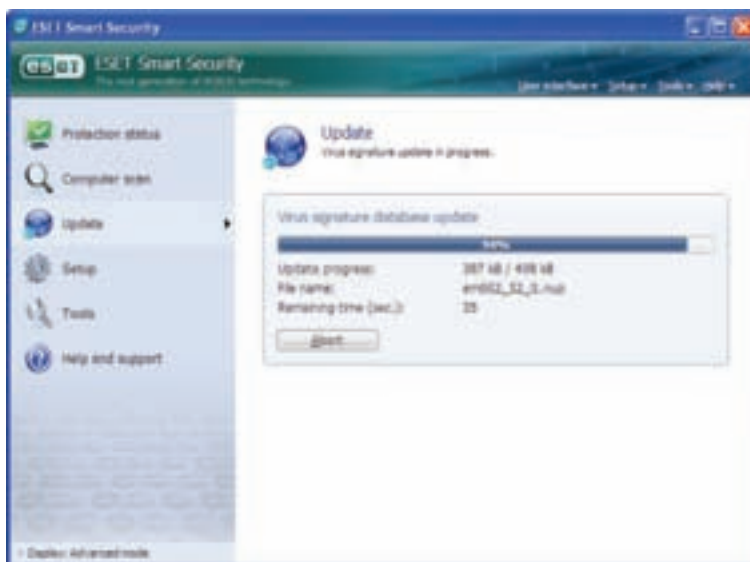 ESET Smart Security
eset ESET Smart Security
User interface Setup Tools Help
Protection status
Computer scan
Update
Setup
Tools
Help and support
Display: Advanced mode
Update
Virus signature update in progress.
Virus signature database update
Update progress:
File name:
Remaining time (sec.): 35
Abort